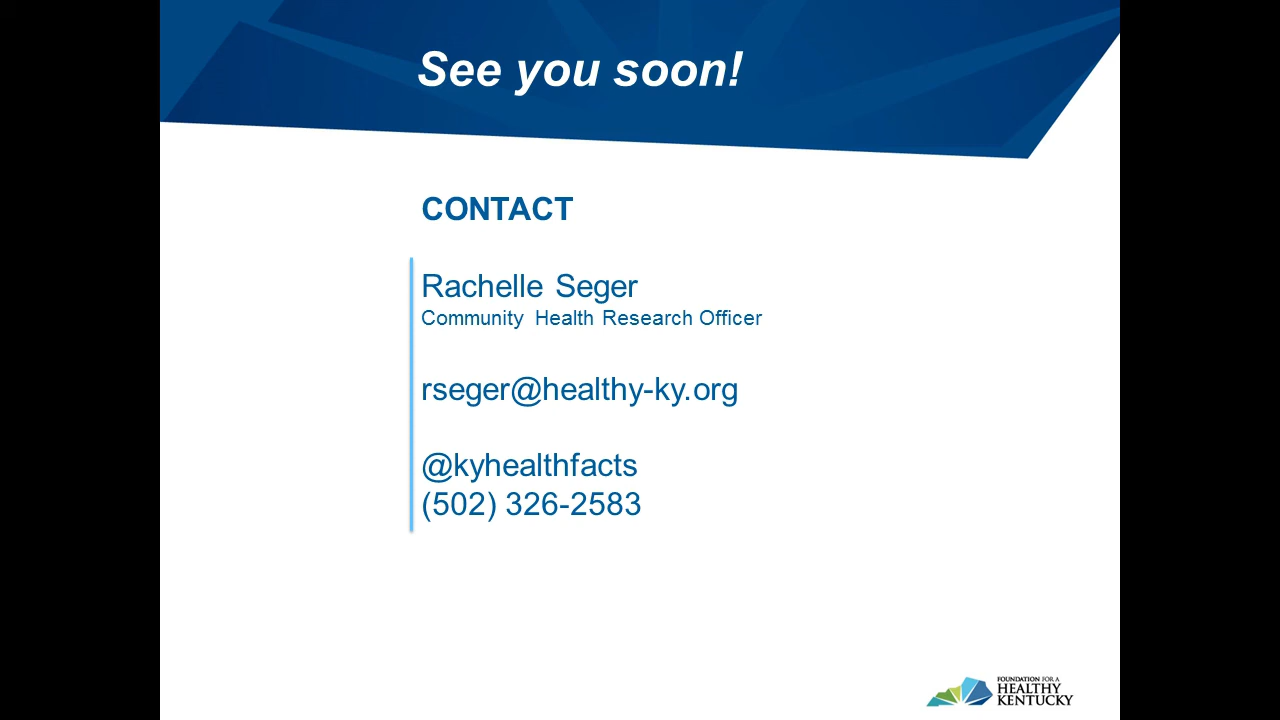 See you soon!
CONTACT
Rachelle Seger
Community Health Research Officer
rseger@healthy-ky.org
@kyhealthfacts
(502) 326-2583
FOUNDATION FOR A
HEALTHY
KENTUCKY